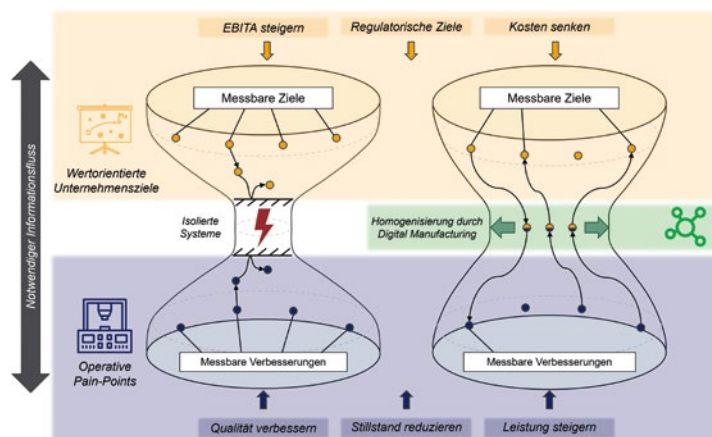 EBITA steigern
Regulatorische Ziele
Kosten senken
Messbare Ziele
Messbare Ziele
Wertorientierte
Unternehmensziele
Notwendiger Informationsfluss
Isolierte
Systeme
Homogenisierung durch
Digital Manufacturing
Operative
Pain-Points
Messbare Verbesserungen
Messbare Verbesserungen
Qualität verbessern
Stillstand reduzieren
Leistung steigern